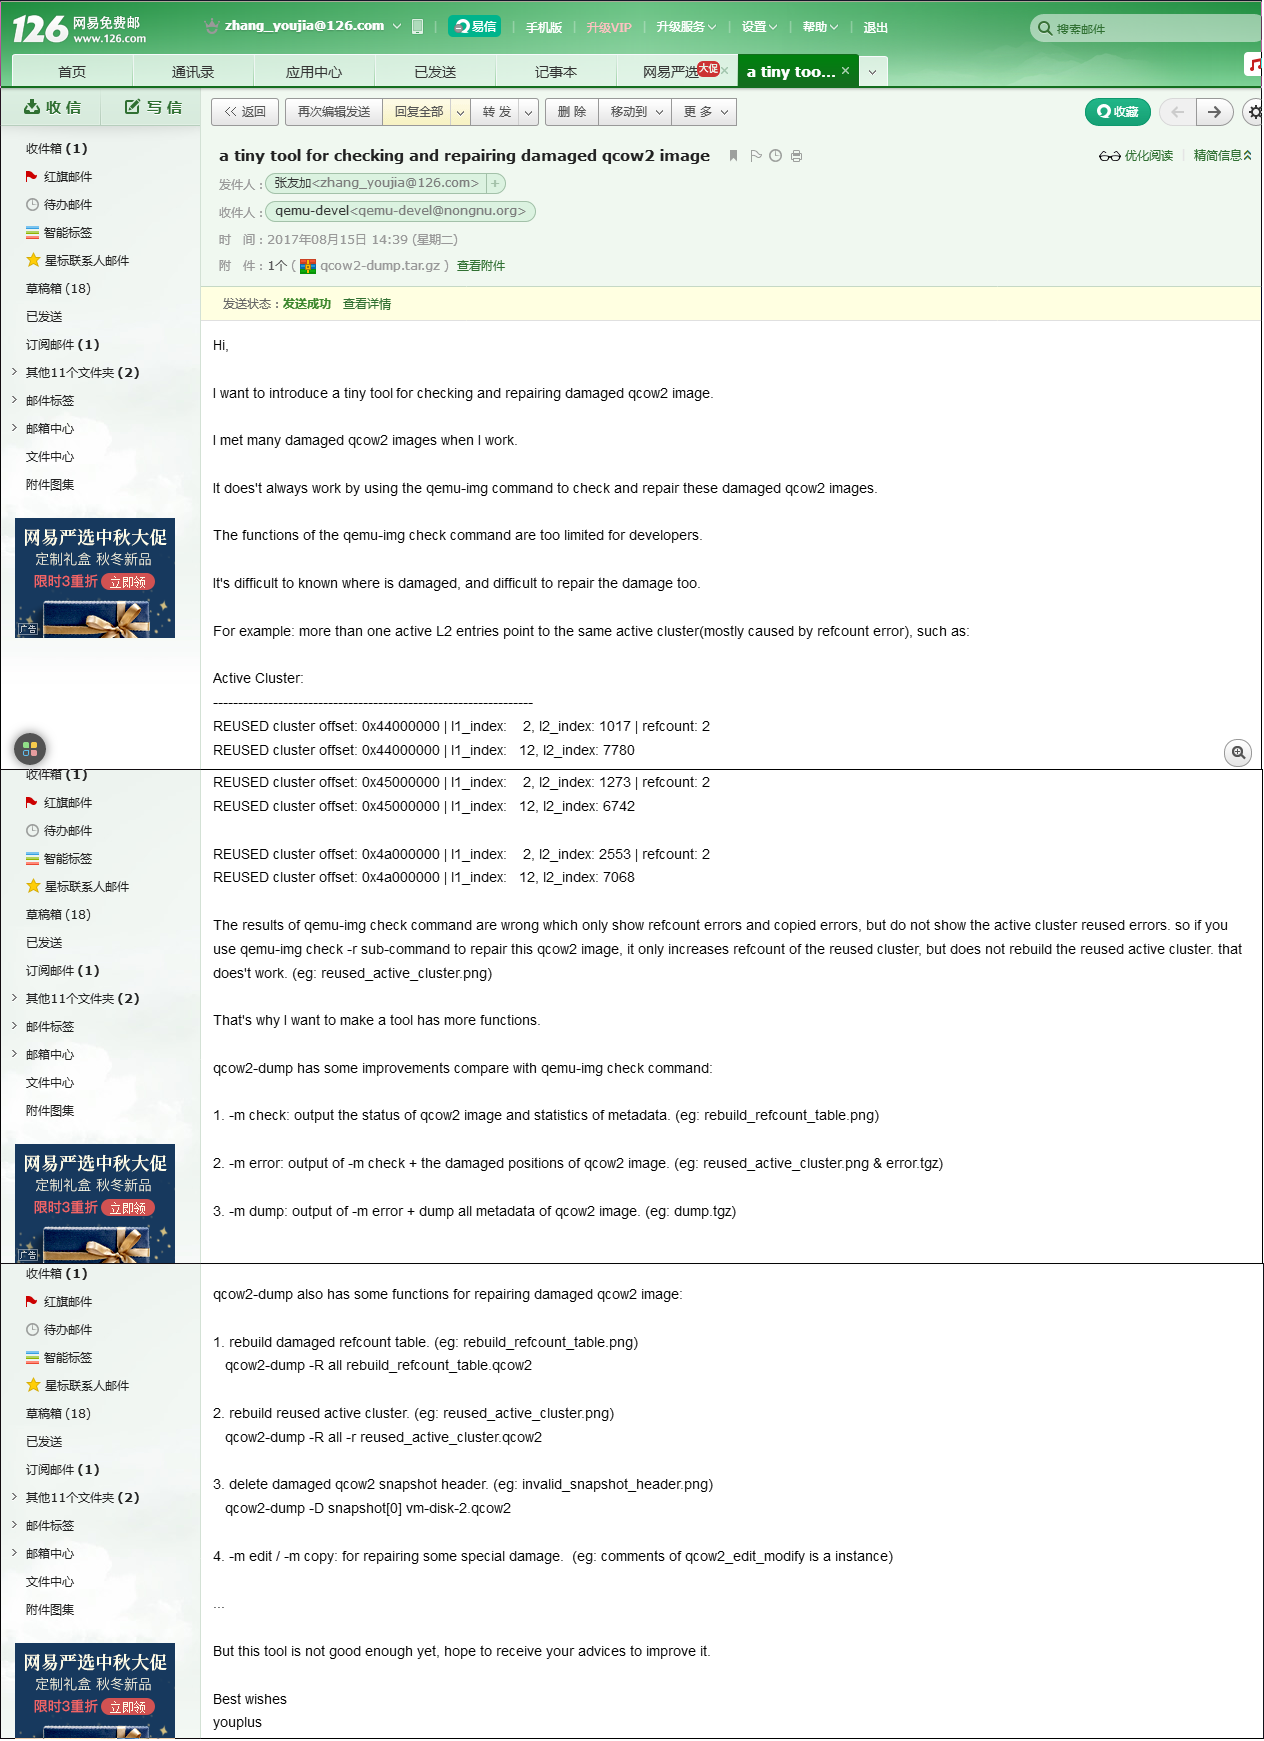 126 网易免费邮
www.126.com
zhang_youjia@126.com
易信
手机版
升级VIP
升级服务
设置
帮助
退出
搜索邮件
首页
通讯录
应用中心
已发送
记事本
网易严选
大促
a tiny too...
收 信
写 信
<< 返回
再次编辑发送
回复全部
转 发
删 除
移动到
更 多
收藏
a tiny tool for checking and repairing damaged qcow2 image
优化阅读
精简信息
发件人 : 张友加<zhang_youjia@126.com> +
收件人 : qemu-devel<qemu-devel@nongnu.org>
时 间 : 2017年08月15日 14:39 (星期二)
附 件 : 1个 ( qcow2-dump.tar.gz ) 查看附件
发送状态 : 发送成功 查看详情
收件箱 (1)
红旗邮件
待办邮件
智能标签
星标联系人邮件
草稿箱 (18)
已发送
订阅邮件 (1)
其他11个文件夹 (2)
邮件标签
邮箱中心
文件中心
附件图集
网易严选中秋大促
定制礼盒 秋冬新品
限时3重折 立即领
广告
Hi,
I want to introduce a tiny tool for checking and repairing damaged qcow2 image.
I met many damaged qcow2 images when I work.
It does't always work by using the qemu-img command to check and repair these damaged qcow2 images.
The functions of the qemu-img check command are too limited for developers.
It's difficult to known where is damaged, and difficult to repair the damage too.
For example: more than one active L2 entries point to the same active cluster(mostly caused by refcount error), such as:
Active Cluster:
----------------------------------------------------------------
REUSED cluster offset: 0x44000000 | l1_index: 2, l2_index: 1017 | refcount: 2
REUSED cluster offset: 0x44000000 | l1_index: 12, l2_index: 7780
收件箱 (1)
红旗邮件
待办邮件
智能标签
星标联系人邮件
草稿箱 (18)
已发送
订阅邮件 (1)
其他11个文件夹 (2)
邮件标签
邮箱中心
文件中心
附件图集
网易严选中秋大促
定制礼盒 秋冬新品
限时3重折 立即领
广告
REUSED cluster offset: 0x45000000 | l1_index: 2, l2_index: 1273 | refcount: 2
REUSED cluster offset: 0x45000000 | l1_index: 12, l2_index: 6742
REUSED cluster offset: 0x4a000000 | l1_index: 2, l2_index: 2553 | refcount: 2
REUSED cluster offset: 0x4a000000 | l1_index: 12, l2_index: 7068
The results of qemu-img check command are wrong which only show refcount errors and copied errors, but do not show the active cluster reused errors. so if you
use qemu-img check -r sub-command to repair this qcow2 image, it only increases refcount of the reused cluster, but does not rebuild the reused active cluster. that
does't work. (eg: reused_active_cluster.png)
That's why I want to make a tool has more functions.
qcow2-dump has some improvements compare with qemu-img check command:
1. -m check: output the status of qcow2 image and statistics of metadata. (eg: rebuild_refcount_table.png)
2. -m error: output of -m check + the damaged positions of qcow2 image. (eg: reused_active_cluster.png & error.tgz)
3. -m dump: output of -m error + dump all metadata of qcow2 image. (eg: dump.tgz)
收件箱 (1)
红旗邮件
待办邮件
智能标签
星标联系人邮件
草稿箱 (18)
已发送
订阅邮件 (1)
其他11个文件夹 (2)
邮件标签
邮箱中心
文件中心
附件图集
网易严选中秋大促
定制礼盒 秋冬新品
限时3重折 立即领
qcow2-dump also has some functions for repairing damaged qcow2 image:
1. rebuild damaged refcount table. (eg: rebuild_refcount_table.png)
qcow2-dump -R all rebuild_refcount_table.qcow2
2. rebuild reused active cluster. (eg: reused_active_cluster.png)
qcow2-dump -R all -r reused_active_cluster.qcow2
3. delete damaged qcow2 snapshot header. (eg: invalid_snapshot_header.png)
qcow2-dump -D snapshot[0] vm-disk-2.qcow2
4. -m edit / -m copy: for repairing some special damage. (eg: comments of qcow2_edit_modify is a instance)
...
But this tool is not good enough yet, hope to receive your advices to improve it.
Best wishes
youplus